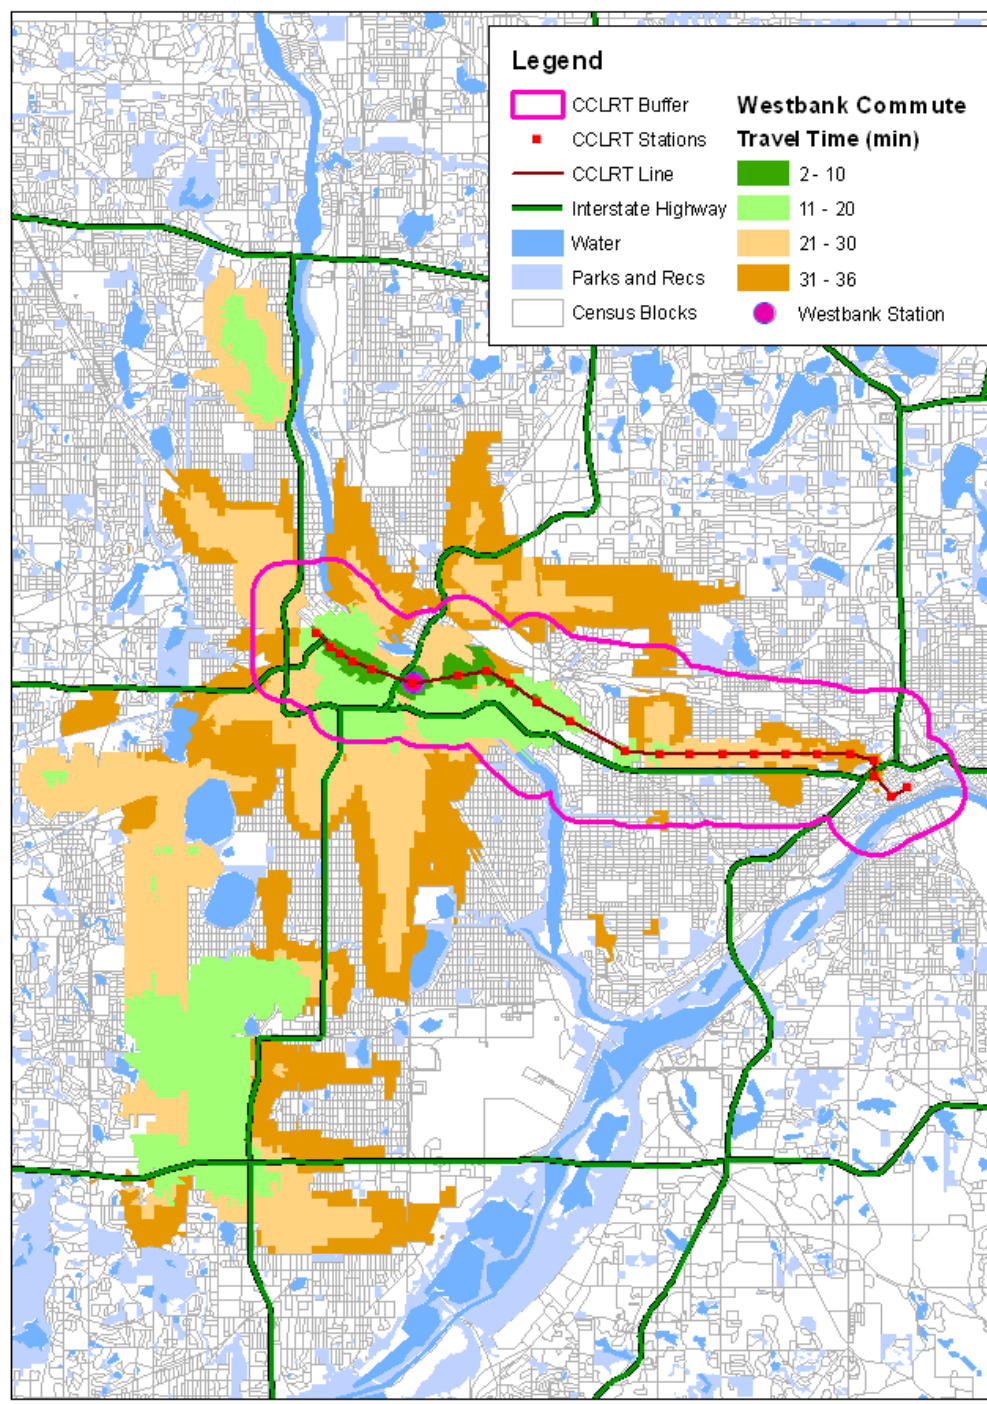 Legend
CCLRT Buffer
CCLRT Stations
CCLRT Line
Interstate Highway
Water
Parks and Recs
Census Blocks
Westbank Commute
Travel Time (min)
2 - 10
11 - 20
21 - 30
31 - 36
Westbank Station